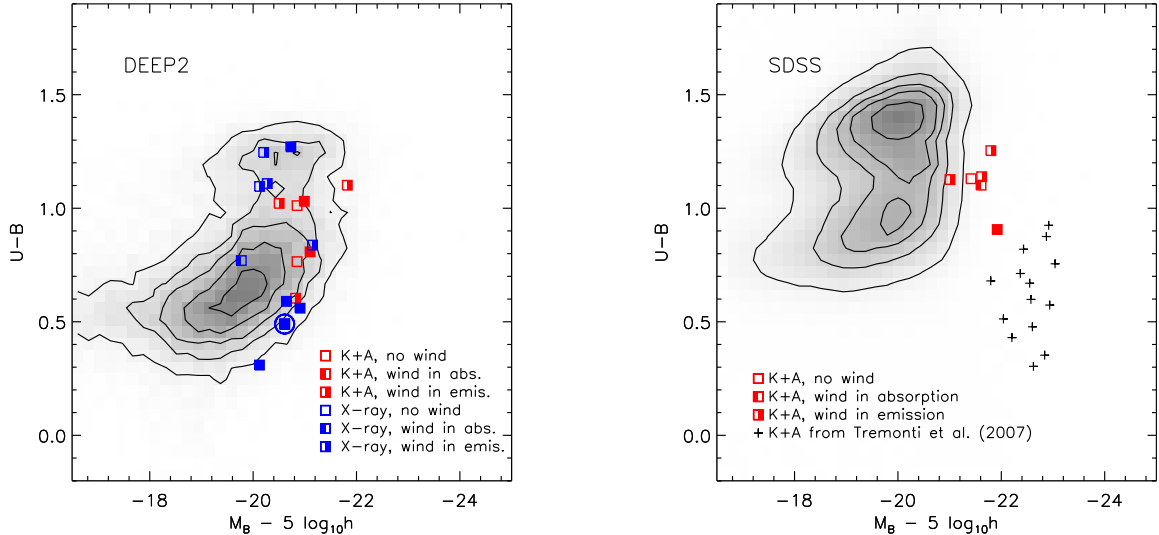 DEEP2
U−B
1.5
1.0
0.5
0.0
K+A, no wind
K+A, wind in abs.
K+A, wind in emis.
X−ray, no wind
X−ray, wind in abs.
X−ray, wind in emis.
−18 −20 −22 −24
M_B − 5 log₁₀h
SDSS
U−B
1.5
1.0
0.5
0.0
K+A, no wind
K+A, wind in absorption
K+A, wind in emission
K+A from Tremonti et al. (2007)
−18 −20 −22 −24
M_B − 5 log₁₀h